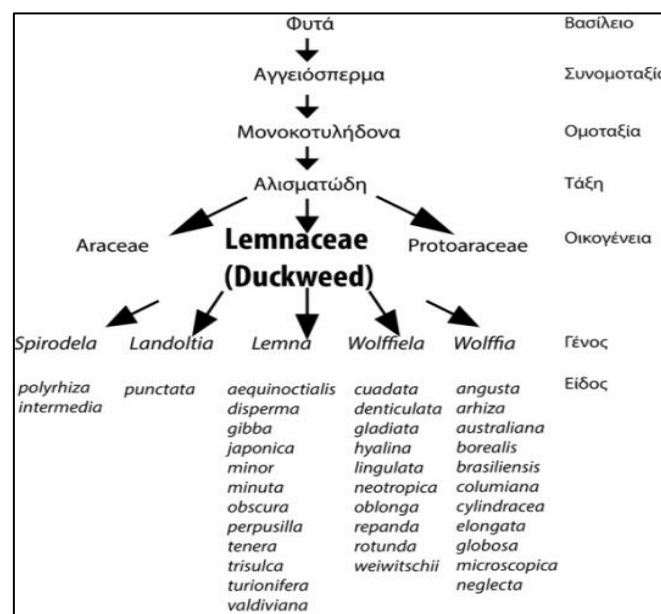 Φυτά Βασίλειο
Αγγειόσπερμα Συνομοταξία
Μονοκοτυλήδονα Ομοταξία
Αλισματώδη Τάξη
Araceae Lemnaceae (Duckweed) Protoaraceae Οικογένεια
Spirodela Landoltia Lemna Wolffiela Wolffia Γένος
polyrhiza punctata aequinoctialis cuadata angusta Είδος
intermedia disperma denticulata arhiza
gibba gladiata australiana
japonica hyalina borealis
minor lingulata brasiliensis
minuta neotropica columiana
obscura oblonga cylindracea
perpusilla repanda elongata
tenera rotunda globosa
trisulca weiwitschii microscopica
turionifera neglecta
valdiviana